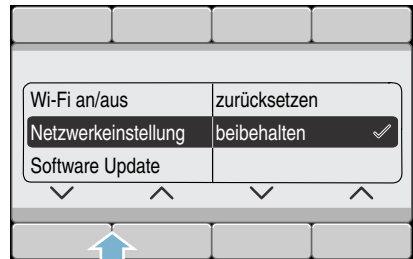 Wi-Fi an/aus zurücksetzen
Netzwerkeinstellung beibehalten
Software Update